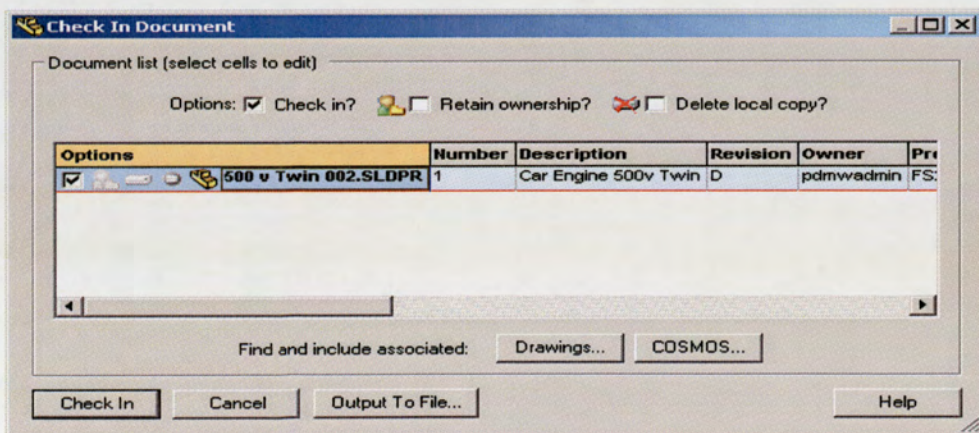 Check In Document
Document list (select cells to edit)
Options: Check in? Retain ownership? Delete local copy?
Options Number Description Revision Owner Pro
500 v Twin 002.SLDPR 1 Car Engine 500v Twin D pdmwadmin FS
Find and include associated: Drawings... COSMOS...
Check In Cancel Output To File... Help